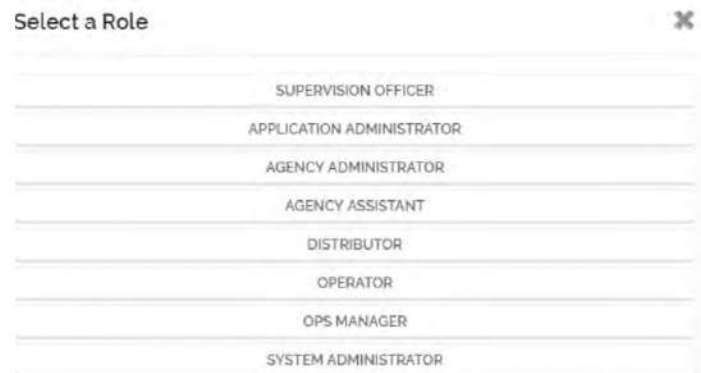 Select a Role
SUPERVISION OFFICER
APPLICATION ADMINISTRATOR
AGENCY ADMINISTRATOR
AGENCY ASSISTANT
DISTRIBUTOR
OPERATOR
OPS MANAGER
SYSTEM ADMINISTRATOR